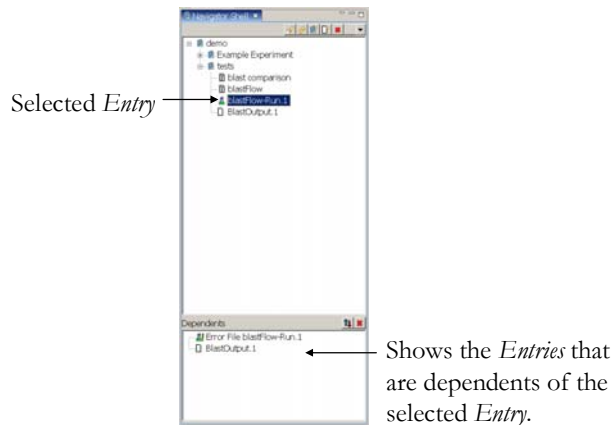 Navigator Shell
demo
Example Experiment
tests
blast comparison
blastFlow
Selected Entry
blastFlow-Run.1
BlastOutput.1
Dependents
Error File blastFlow-Run.1
BlastOutput.1
Shows the Entries that
are dependents of the
selected Entry.